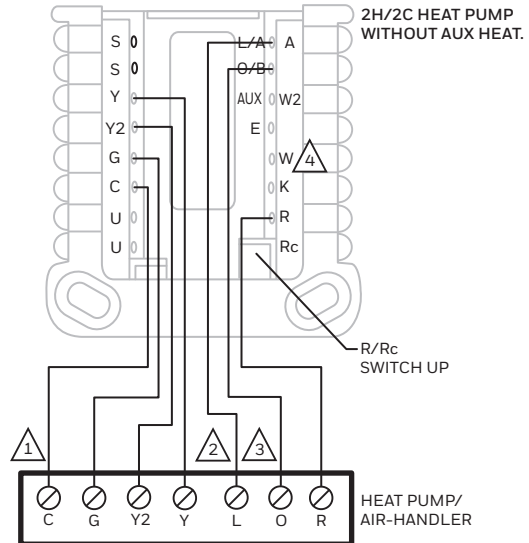 2H/2C HEAT PUMP
WITHOUT AUX HEAT.
S
S
Y
Y2
G
C
U
U
L/A A
O/B
AUX W2
E
W 4
K
R
Rc
R/Rc
SWITCH UP
1
2
3
C G Y2 Y L O R
HEAT PUMP/
AIR-HANDLER